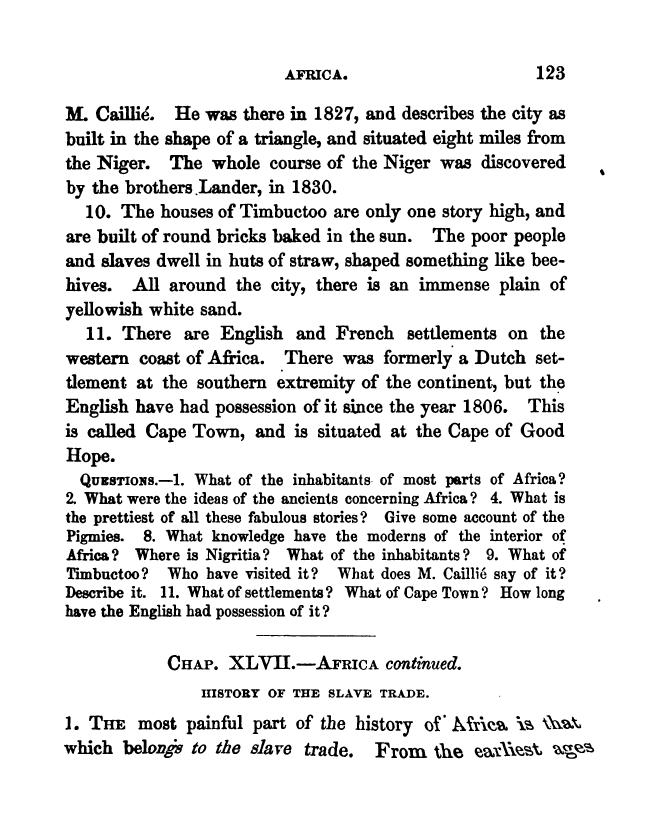 AFRICA. 123
M. Caillié. He was there in 1827, and describes the city as
built in the shape of a triangle, and situated eight miles from
the Niger. The whole course of the Niger was discovered
by the brothers Lander, in 1830.
10. The houses of Timbuctoo are only one story high, and
are built of round bricks baked in the sun. The poor people
and slaves dwell in huts of straw, shaped something like bee-
hives. All around the city, there is an immense plain of
yellowish white sand.
11. There are English and French settlements on the
western coast of Africa. There was formerly a Dutch set-
tlement at the southern extremity of the continent, but the
English have had possession of it since the year 1806. This
is called Cape Town, and is situated at the Cape of Good
Hope.
QUESTIONS.—1. What of the inhabitants of most parts of Africa?
2. What were the ideas of the ancients concerning Africa? 4. What is
the prettiest of all these fabulous stories? Give some account of the
Pigmies. 8. What knowledge have the moderns of the interior of
Africa? Where is Nigritia? What of the inhabitants? 9. What of
Timbuctoo? Who have visited it? What does M. Caillié say of it?
Describe it. 11. What of settlements? What of Cape Town? How long
have the English had possession of it?
CHAP. XLVII.—AFRICA continued.
HISTORY OF THE SLAVE TRADE.
1. THE most painful part of the history of Africa is that
which belongs to the slave trade. From the earliest ages